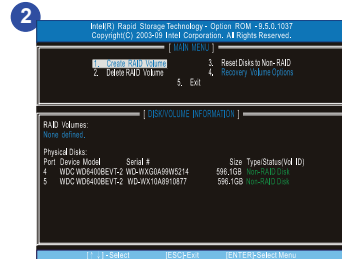 2
Intel(R) Rapid Storage Technology - Option ROM - 9.5.0.1037
Copyright(C) 2003-09 Intel Corporation. All Rights Reserved.
[ MAIN MENU ]
1. Create RAID Volume 3. Reset Disks to Non-RAID
2. Delete RAID Volume 4. Recovery Volume Options
5. Exit
[ DISK/VOLUME INFORMATION ]
RAID Volumes:
None defined.
Physical Disks:
Port Device Model Serial # Size Type/Status(Vol ID)
4 WDC WD6400BEVT-2 WD-WXG0A99W5214 596.1GB Non-RAID Disk
5 WDC WD6400BEVT-2 WD-WX10A8910877 596.1GB Non-RAID Disk
[↑↓]-Select [ESC]-Exit [ENTER]-Select Menu